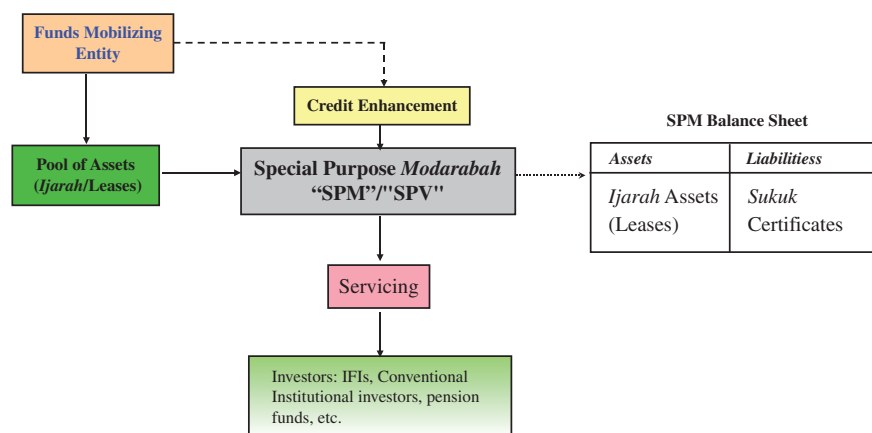 Funds Mobilizing
Entity
Credit Enhancement
SPM Balance Sheet
Pool of Assets
(Ijarah/Leases)
Special Purpose Modarabah
“SPM”/"SPV"
Assets
Liabilitiess
Ijarah Assets
(Leases)
Sukuk
Certificates
Servicing
Investors: IFIs, Conventional
Institutional investors, pension
funds, etc.